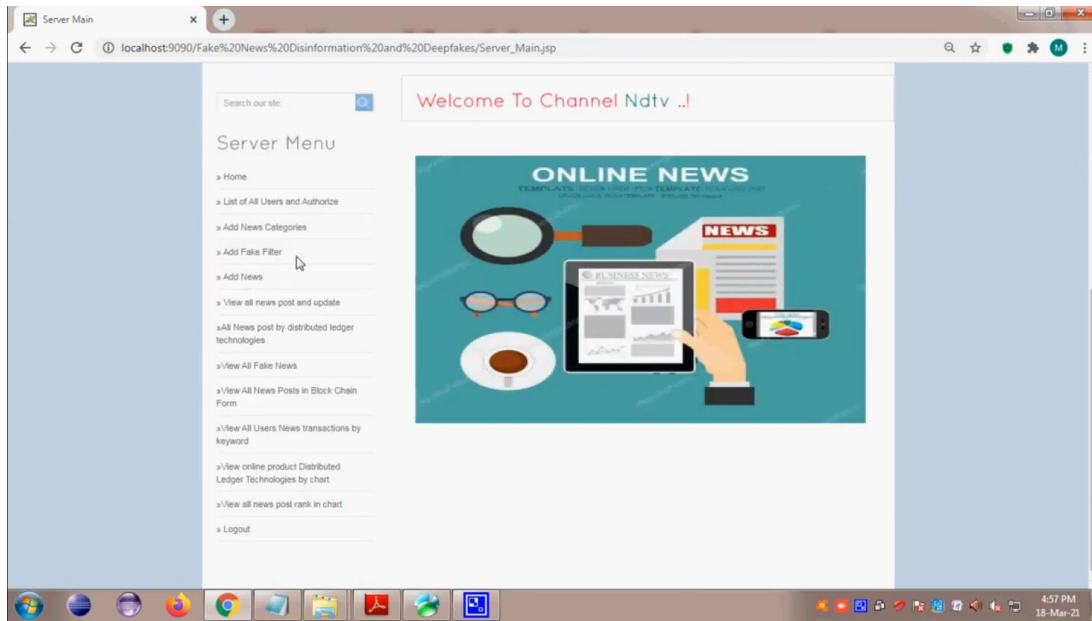 Server Main
localhost:9090/Fake%20News%20Disinformation%20and%20Deepfakes/Server_Main.jsp
M
Search our site:
Welcome To Channel Ndtv ..!
Server Menu
» Home
» List of All Users and Authorize
» Add News Categories
» Add Fake Filter
» Add News
» View all news post and update
»All News post by distributed ledger
technologies
»View All Fake News
»View All News Posts in Block Chain
Form
»View All Users News transactions by
keyword
»View online product Distributed
Ledger Technologies by chart
»View all news post rank in chart
» Logout
ONLINE NEWS
NEWS
BUSINESS NEWS
4:57 PM
18-Mar-21